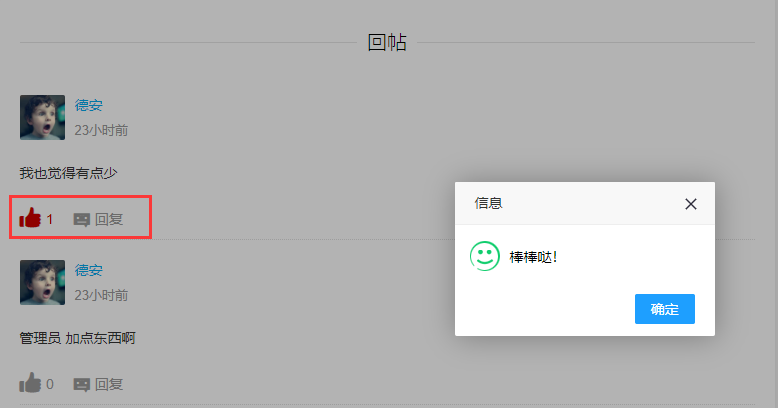 回帖
德安
23小时前
我也觉得有点少
1 回复
信息
棒棒哒!
确定
德安
23小时前
管理员 加点东西啊
0 回复